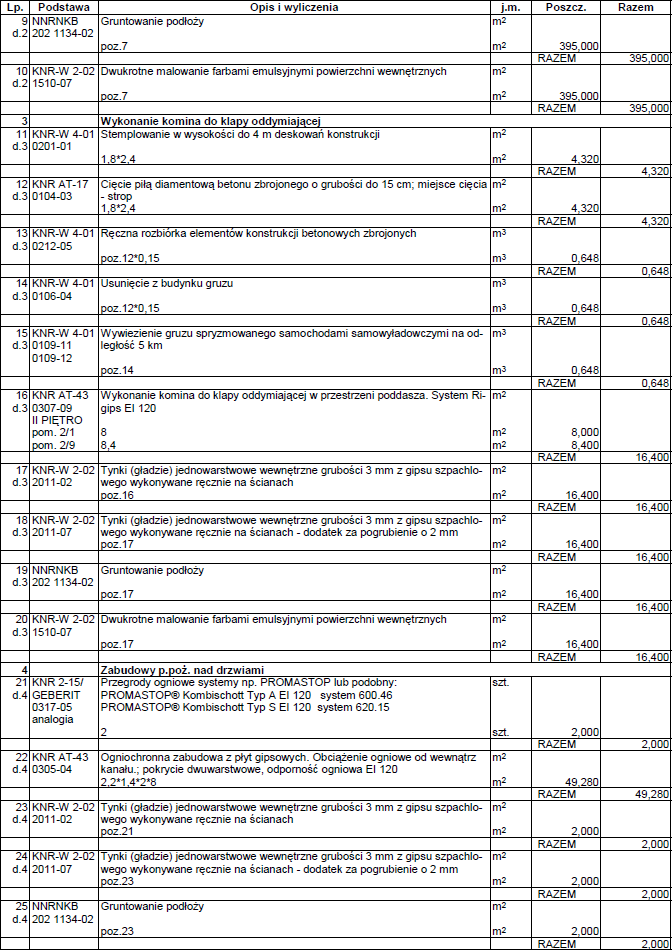 Lp. Podstawa Opis i wyliczenia j.m. Poszcz. Razem
9 NNRNKB Gruntowanie podłoży m2
d.2 202 1134-02
poz.7 m2 395,000
RAZEM 395,000
10 KNR-W 2-02 Dwukrotne malowanie farbami emulsyjnymi powierzchni wewnętrznych m2
d.2 1510-07
poz.7 m2 395,000
RAZEM 395,000
3 Wykonanie komina do klapy oddymiającej
11 KNR-W 4-01 Stemplowanie w wysokości do 4 m deskowań konstrukcji m2
d.3 0201-01
1,8*2,4 m2 4,320
RAZEM 4,320
12 KNR AT-17 Cięcie piłą diamentową betonu zbrojonego o grubości do 15 cm; miejsce cięcia m2
d.3 0104-03 - strop
1,8*2,4 m2 4,320
RAZEM 4,320
13 KNR-W 4-01 Ręczna rozbiórka elementów konstrukcji betonowych zbrojonych m3
d.3 0212-05
poz.12*0,15 m3 0,648
RAZEM 0,648
14 KNR-W 4-01 Usunięcie z budynku gruzu m3
d.3 0106-04
poz.12*0,15 m3 0,648
RAZEM 0,648
15 KNR-W 4-01 Wywiezienie gruzu spryzmowanego samochodami samowyładowczymi na od- m3
d.3 0109-11 ległość 5 km
0109-12
poz.14 m3 0,648
RAZEM 0,648
16 KNR AT-43 Wykonanie komina do klapy oddymiającej w przestrzeni poddasza. System Ri- m2
d.3 0307-09 gips EI 120
II PIĘTRO
pom. 2/1 8 m2 8,000
pom. 2/9 8,4 m2 8,400
RAZEM 16,400
17 KNR-W 2-02 Tynki (gładzie) jednowarstwowe wewnętrzne grubości 3 mm z gipsu szpachlo- m2
d.3 2011-02 wego wykonywane ręcznie na ścianach
poz.16 m2 16,400
RAZEM 16,400
18 KNR-W 2-02 Tynki (gładzie) jednowarstwowe wewnętrzne grubości 3 mm z gipsu szpachlo- m2
d.3 2011-07 wego wykonywane ręcznie na ścianach - dodatek za pogrubienie o 2 mm
poz.17 m2 16,400
RAZEM 16,400
19 NNRNKB Gruntowanie podłoży m2
d.3 202 1134-02
poz.17 m2 16,400
RAZEM 16,400
20 KNR-W 2-02 Dwukrotne malowanie farbami emulsyjnymi powierzchni wewnętrznych m2
d.3 1510-07
poz.17 m2 16,400
RAZEM 16,400
4 Zabudowy p.poż. nad drzwiami
21 KNR 2-15/ Przegrody ogniowe systemy np. PROMASTOP lub podobny: szt.
d.4 GEBERIT PROMASTOP® Kombischott Typ A EI 120 system 600.46
0317-05 PROMASTOP® Kombischott Typ S EI 120 system 620.15
analogia
2 szt. 2,000
RAZEM 2,000
22 KNR AT-43 Ogniochronna zabudowa z płyt gipsowych. Obciążenie ogniowe od wewnątrz m2
d.4 0305-04 kanału.; pokrycie dwuwarstwowe, odporność ogniowa EI 120
2,2*1,4*2*8 m2 49,280
RAZEM 49,280
23 KNR-W 2-02 Tynki (gładzie) jednowarstwowe wewnętrzne grubości 3 mm z gipsu szpachlo- m2
d.4 2011-02 wego wykonywane ręcznie na ścianach
poz.21 m2 2,000
RAZEM 2,000
24 KNR-W 2-02 Tynki (gładzie) jednowarstwowe wewnętrzne grubości 3 mm z gipsu szpachlo- m2
d.4 2011-07 wego wykonywane ręcznie na ścianach - dodatek za pogrubienie o 2 mm
poz.23 m2 2,000
RAZEM 2,000
25 NNRNKB Gruntowanie podłoży m2
d.4 202 1134-02
poz.23 m2 2,000
RAZEM 2,000